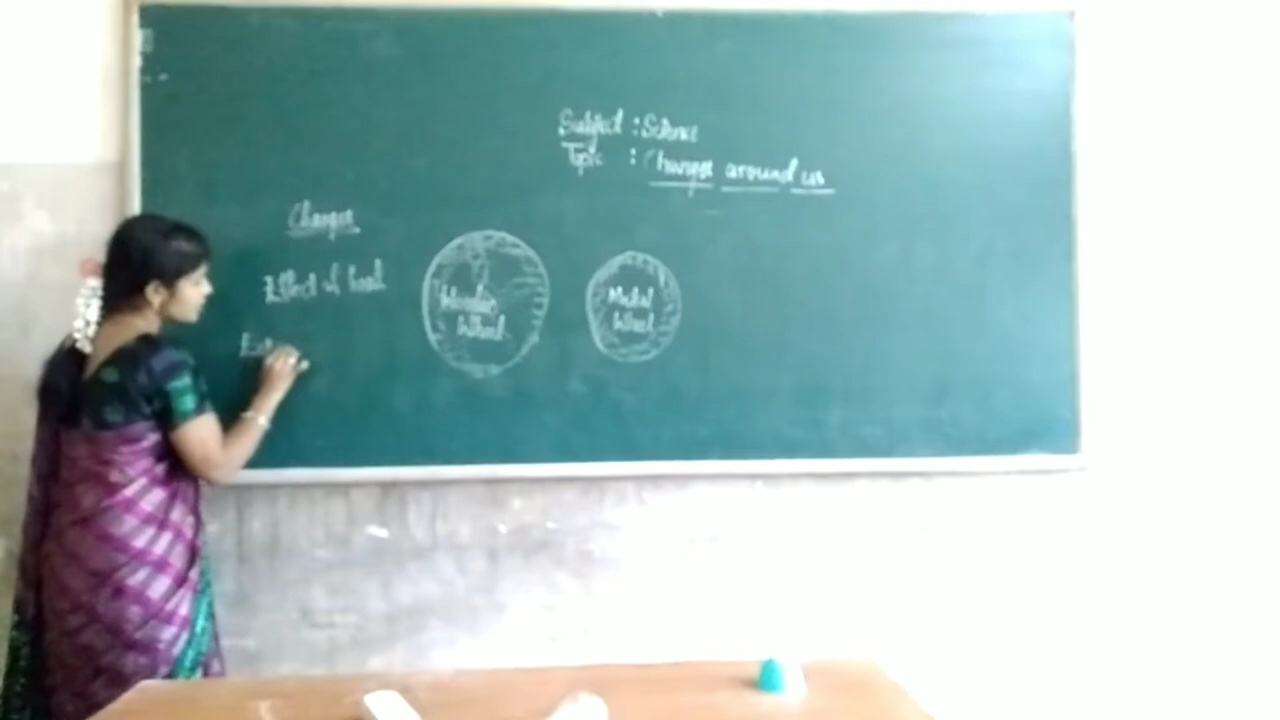 Subject : Science
Topic : Changes around us
Changes
Effect of heat
Wooden
Wheel
Metal
Wheel